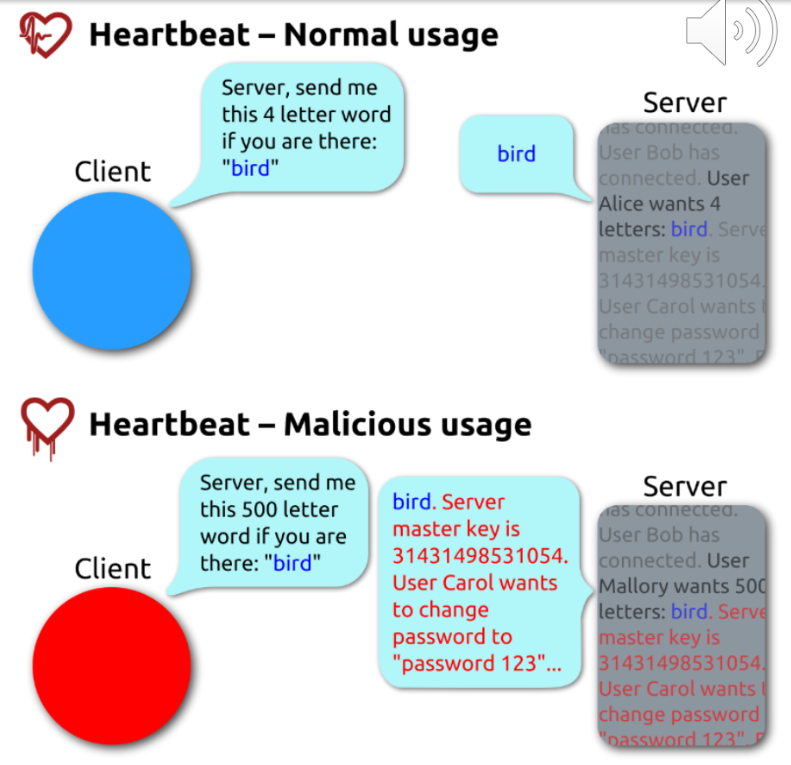 Heartbeat – Normal usage
Server, send me
this 4 letter word
if you are there:
"bird"
Client
bird
Server
has connected.
User Bob has
connected. User
Alice wants 4
letters: bird. Serve
master key is
31431498531054.
User Carol wants t
change password
"password 123".
Heartbeat – Malicious usage
Server, send me
this 500 letter
word if you are
there: "bird"
Client
bird. Server
master key is
31431498531054.
User Carol wants
to change
password to
"password 123"...
Server
has connected.
User Bob has
connected. User
Mallory wants 500
letters: bird. Serve
master key is
31431498531054.
User Carol wants t
change password
"password 123".